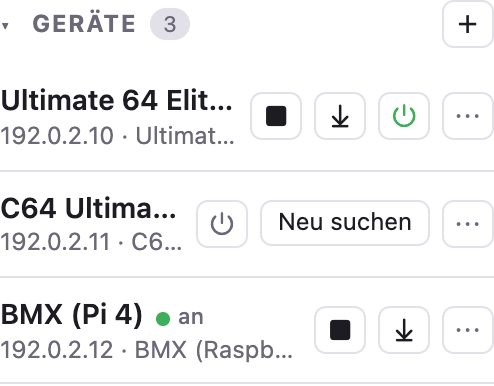 GERÄTE 3
Ultimate 64 Elit...
192.0.2.10 · Ultimat...
C64 Ultima...
192.0.2.11 · C6...
Neu suchen
BMX (Pi 4) an
192.0.2.12 · BMX (Raspb...